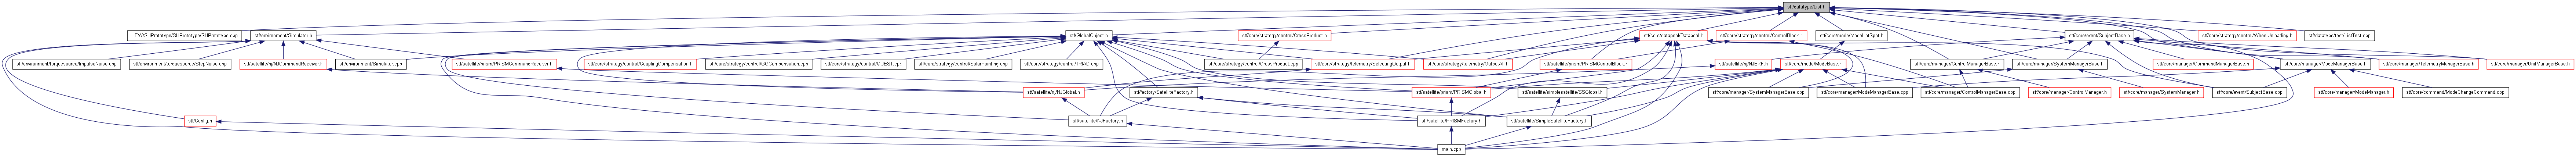 stf/datatype/List.h
HEW/SHPrototype/SHPrototype/SHPrototype.cpp
stf/environment/Simulator.h
stf/GlobalObject.h
stf/core/strategy/control/CrossProduct.h
stf/core/datapool/Datapool.h
stf/core/strategy/control/ControlBlock.f
stf/core/mode/ModeHotSpot.f
stf/core/event/SubjectBase.h
stf/core/strategy/control/WheelUnloading.f
stf/datatype/test/ListTest.cpp
stf/environment/torquesource/ImpulseNoise.cpp
stf/environment/torquesource/StepNoise.cpp
stf/satellite/nj/NJCommandReceiver.f
stf/environment/Simulator.cpp
stf/satellite/prism/PRISMCommandReceiver.f
stf/core/strategy/control/CouplingCompensation.f
stf/core/strategy/control/GGCompensation.cpp
stf/core/strategy/control/QUEST.cpp
stf/core/strategy/control/SolarPointing.cpp
stf/core/strategy/control/TRIAD.cpp
stf/core/strategy/control/CrossProduct.cpp
stf/core/strategy/telemetry/SelectingOutput.f
stf/core/strategy/telemetry/OutputAll.f
stf/satellite/prism/PRISMControlBlock.f
stf/satellite/nj/NJEKF.f
stf/core/mode/ModeBase.f
stf/core/manager/ControlManagerBase.f
stf/core/manager/SystemManagerBase.f
stf/core/manager/CommandManagerBase.h
stf/core/manager/ModeManagerBase.f
stf/core/manager/TelemetryManagerBase.h
stf/core/manager/UnitManagerBase.h
stf/satellite/nj/NJGlobal.h
stf/factory/SatelliteFactory.f
stf/satellite/prism/PRISMGlobal.h
stf/satellite/simplesatellite/SSGlobal.f
stf/core/manager/SystemManagerBase.cpp
stf/core/manager/ModeManagerBase.cpp
stf/core/manager/ControlManagerBase.cpp
stf/core/manager/ControlManager.h
stf/core/manager/SystemManager.f
stf/core/event/SubjectBase.cpp
stf/core/manager/ModeManager.h
stf/core/command/ModeChangeCommand.cpp
stf/Config.h
stf/satellite/NJFactory.h
stf/satellite/PRISMFactory.f
stf/satellite/SimpleSatelliteFactory.f
main.cpp